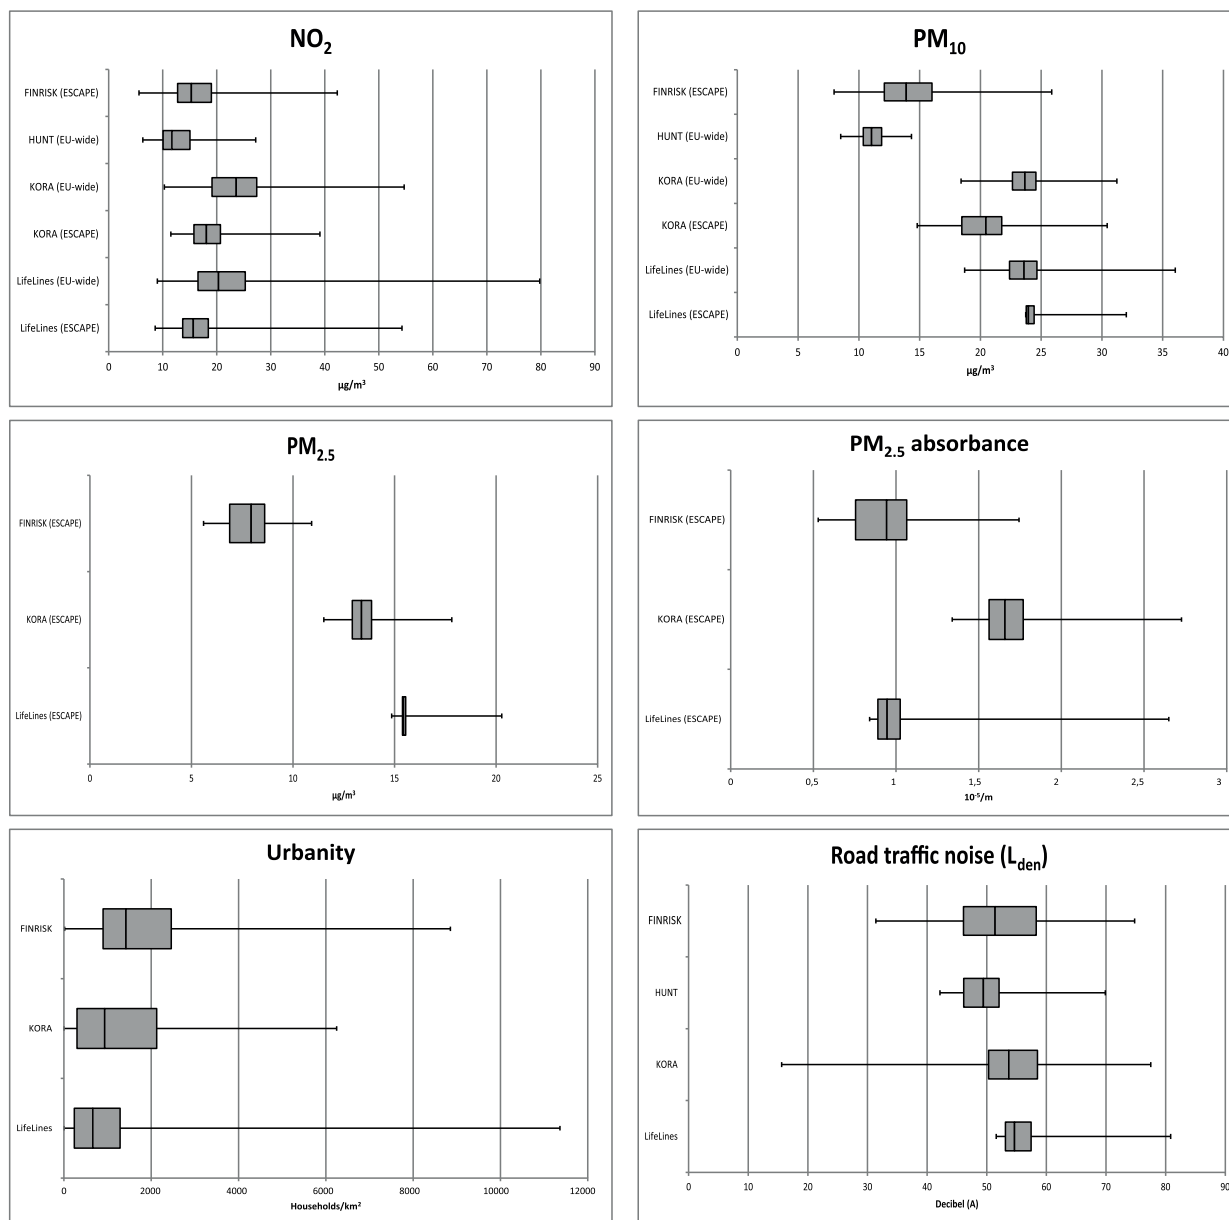 NO2
FINRISK (ESCAPE)
HUNT (EU-wide)
KORA (EU-wide)
KORA (ESCAPE)
LifeLines (EU-wide)
LifeLines (ESCAPE)
0 10 20 30 40 50 60 70 80 90
µg/m3
PM10
FINRISK (ESCAPE)
HUNT (EU-wide)
KORA (EU-wide)
KORA (ESCAPE)
LifeLines (EU-wide)
LifeLines (ESCAPE)
0 5 10 15 20 25 30 35 40
µg/m3
PM2.5
FINRISK (ESCAPE)
KORA (ESCAPE)
LifeLines (ESCAPE)
0 5 10 15 20 25
µg/m3
PM2.5 absorbance
FINRISK (ESCAPE)
KORA (ESCAPE)
LifeLines (ESCAPE)
0 0,5 1 1,5 2 2,5 3
10-5/m
Urbanity
FINRISK
KORA
LifeLines
0 2000 4000 6000 8000 10000 12000
Households/km2
Road traffic noise (Lden)
FINRISK
HUNT
KORA
LifeLines
0 10 20 30 40 50 60 70 80 90
Decibel (A)